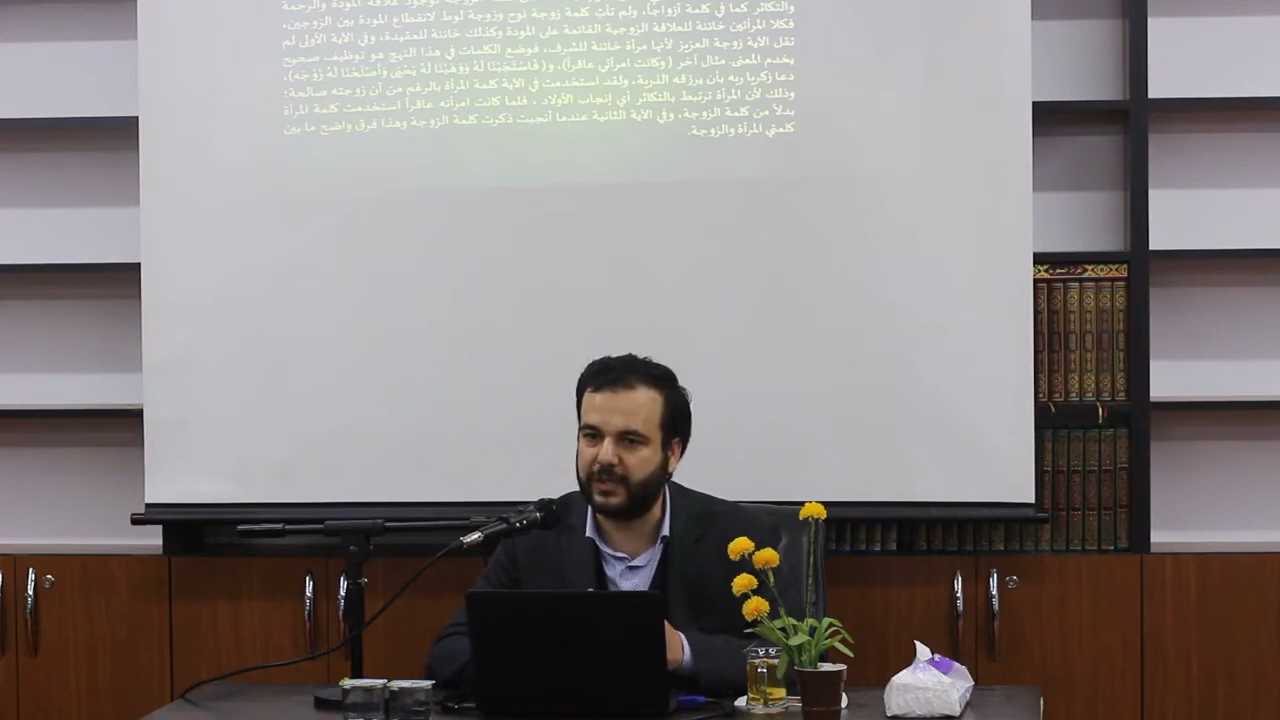 والتكاثر كما في كلمة أزواجاً، ولم تأتِ كلمة زوجة نوح وزوجة لوط لانقطاع المودة بين الزوجين،
فكلا المرأتين خائنة للعلاقة الزوجية القائمة على المودة وكذلك خائنة للعقيدة، وفي الآية الأولى لم
تقل الآية زوجة العزيز لأنها مرأة خائنة للشرف، فوضع الكلمات في هذا النهج هو توظيف صحيح
يخدم المعنى. مثال آخر ( وكانت امرأتي عاقراً)، و( فَاسْتَجَبْنَا لَهُ وَوَهَبْنَا لَهُ يَحْيَى وَأَصْلَحْنَا لَهُ زَوْجَه)،
دعا زكريا ربه بأن يرزقه الذرية، ولقد استخدمت في الآية كلمة المرأة بالرغم من أن زوجته صالحة؛
وذلك لأن المرأة ترتبط بالتكاثر أي إنجاب الأولاد ، فلما كانت امرأته عاقراً استخدمت كلمة المرأة
بدلاً من كلمة الزوجة، وفي الآية الثانية عندما أنجبت ذكرت كلمة الزوجة وهذا فرق واضح ما بين
كلمتي المرأة والزوجة.